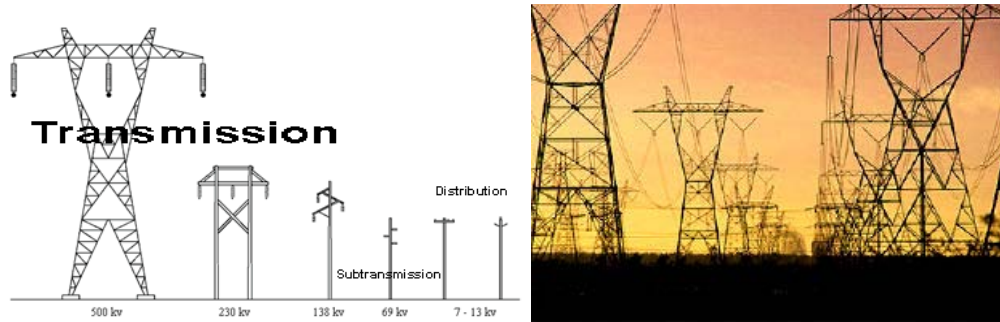 Transmission
Distribution
Subtransmission
500 kv 230 kv 138 kv 69 kv 7 - 13 kv